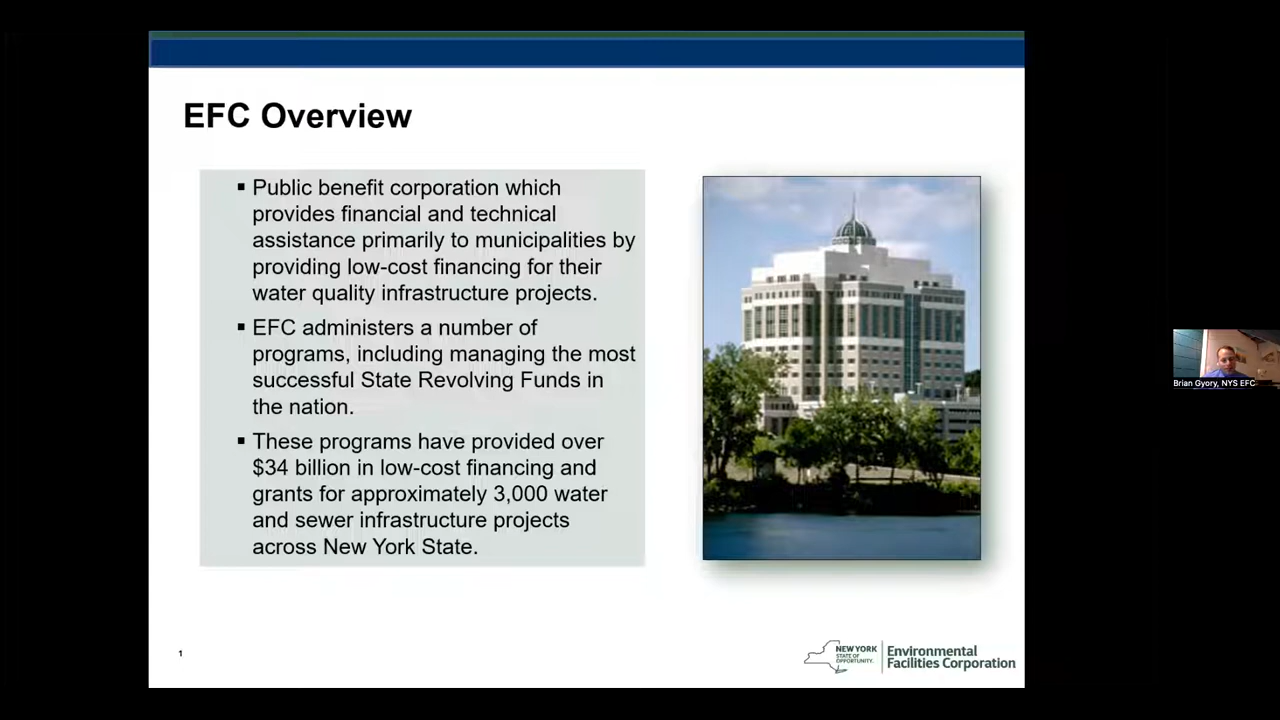 EFC Overview
▪ Public benefit corporation which
provides financial and technical
assistance primarily to municipalities by
providing low-cost financing for their
water quality infrastructure projects.
▪ EFC administers a number of
programs, including managing the most
successful State Revolving Funds in
the nation.
▪ These programs have provided over
$34 billion in low-cost financing and
grants for approximately 3,000 water
and sewer infrastructure projects
across New York State.
Brian Gyory, NYS EFC
1
NEW YORK
STATE OF
OPPORTUNITY.
Environmental
Facilities Corporation